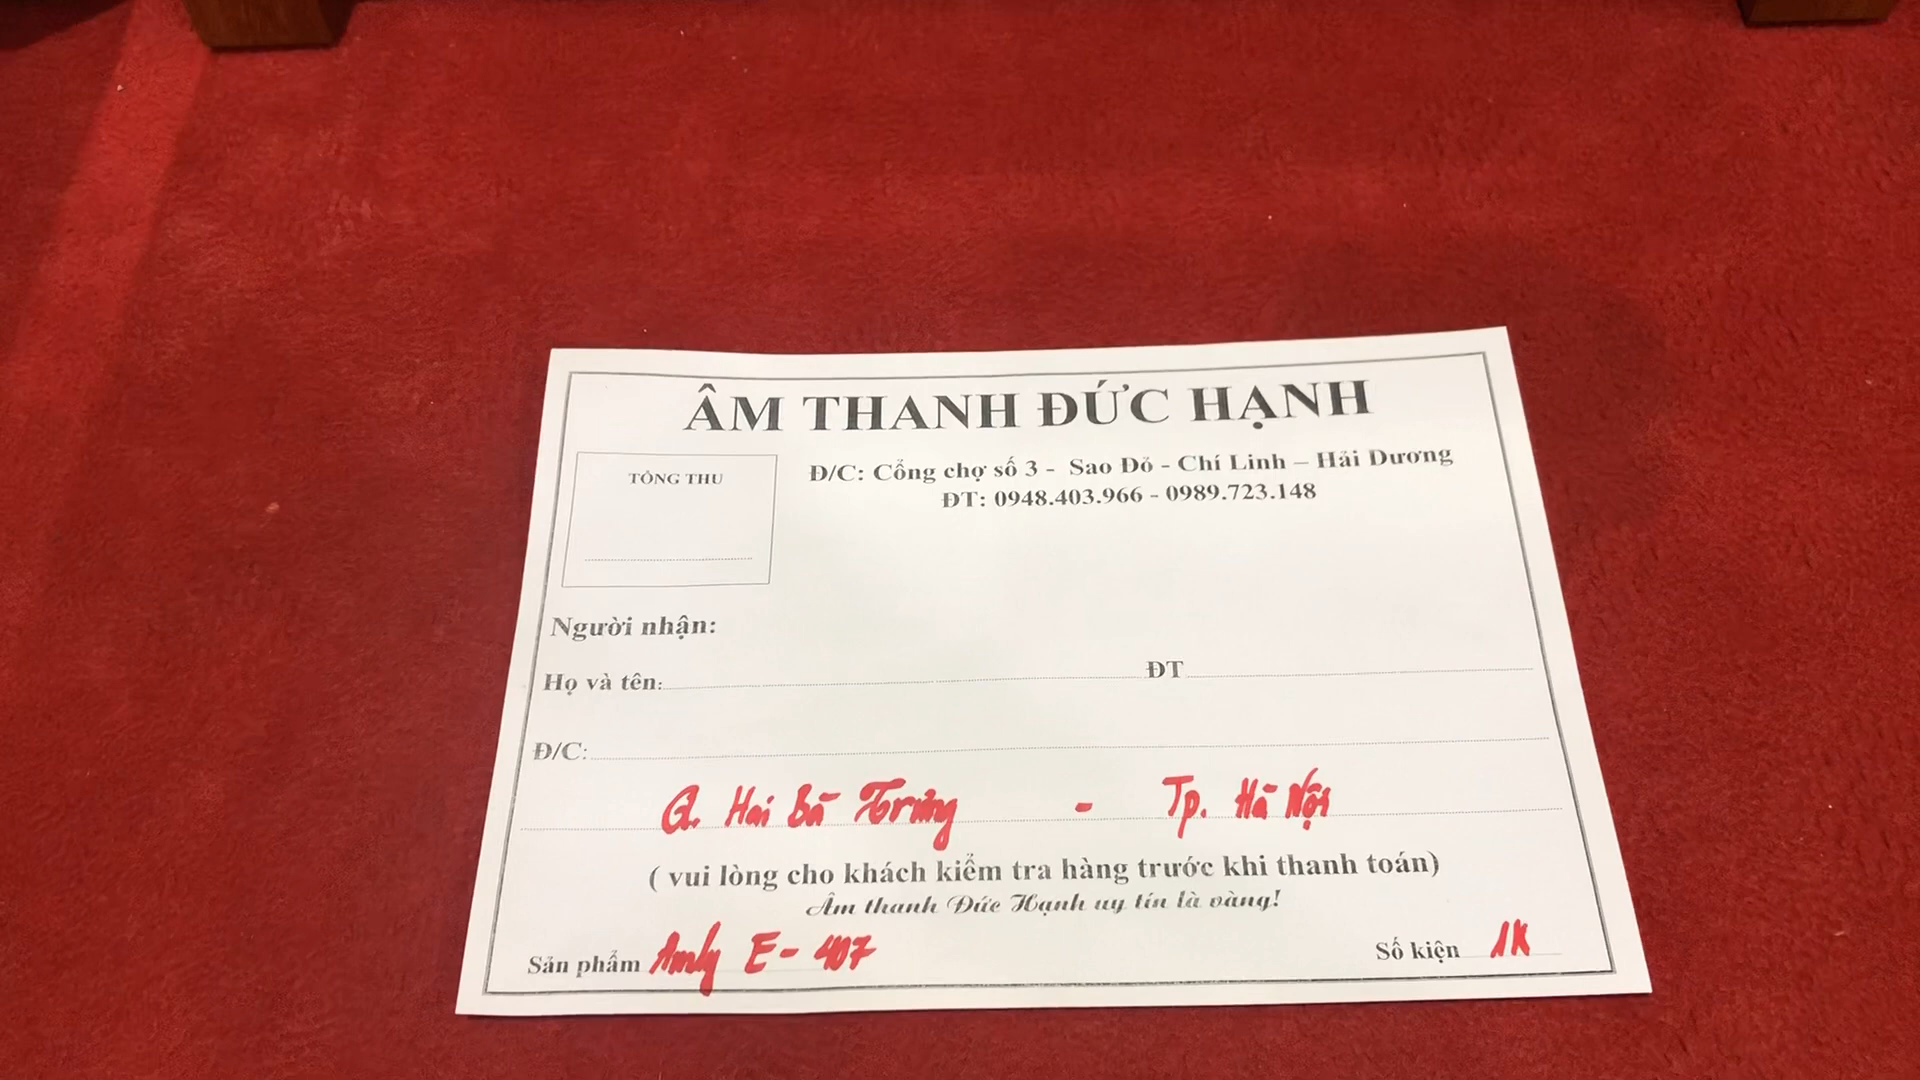 ÂM THANH ĐỨC HẠNH
TỔNG THU
Đ/C: Cổng chợ số 3 - Sao Đỏ - Chí Linh – Hải Dương
ĐT: 0948.403.966 - 0989.723.148
Người nhận:
Họ và tên: ĐT
Đ/C:
Q. Hai Bà Trưng - Tp. Hà Nội
( vui lòng cho khách kiểm tra hàng trước khi thanh toán)
Âm thanh Đức Hạnh uy tín là vàng!
Sản phẩm Amly E-407 Số kiện 1K